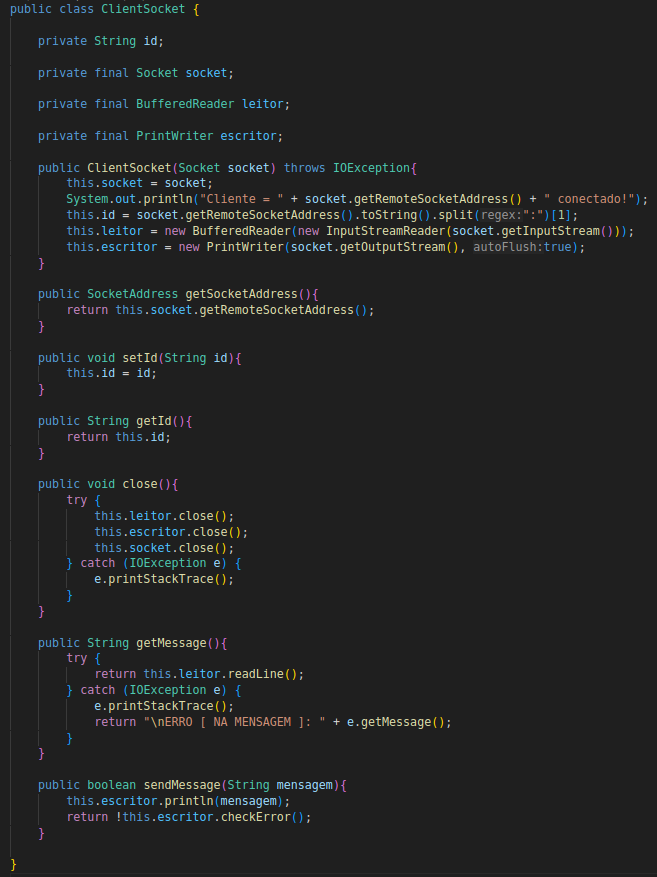 public class ClientSocket {
private String id;
private final Socket socket;
private final BufferedReader leitor;
private final PrintWriter escritor;
public ClientSocket(Socket socket) throws IOException{
this.socket = socket;
System.out.println("Cliente = " + socket.getRemoteSocketAddress() + " conectado!");
this.id = socket.getRemoteSocketAddress().toString().split(regex:":")[1];
this.leitor = new BufferedReader(new InputStreamReader(socket.getInputStream()));
this.escritor = new PrintWriter(socket.getOutputStream(), autoFlush:true);
}
public SocketAddress getSocketAddress(){
return this.socket.getRemoteSocketAddress();
}
public void setId(String id){
this.id = id;
}
public String getId(){
return this.id;
}
public void close(){
try {
this.leitor.close();
this.escritor.close();
this.socket.close();
} catch (IOException e) {
e.printStackTrace();
}
}
public String getMessage(){
try {
return this.leitor.readLine();
} catch (IOException e) {
e.printStackTrace();
return "\nERRO [ NA MENSAGEM ]: " + e.getMessage();
}
}
public boolean sendMessage(String mensagem){
this.escritor.println(mensagem);
return !this.escritor.checkError();
}
}